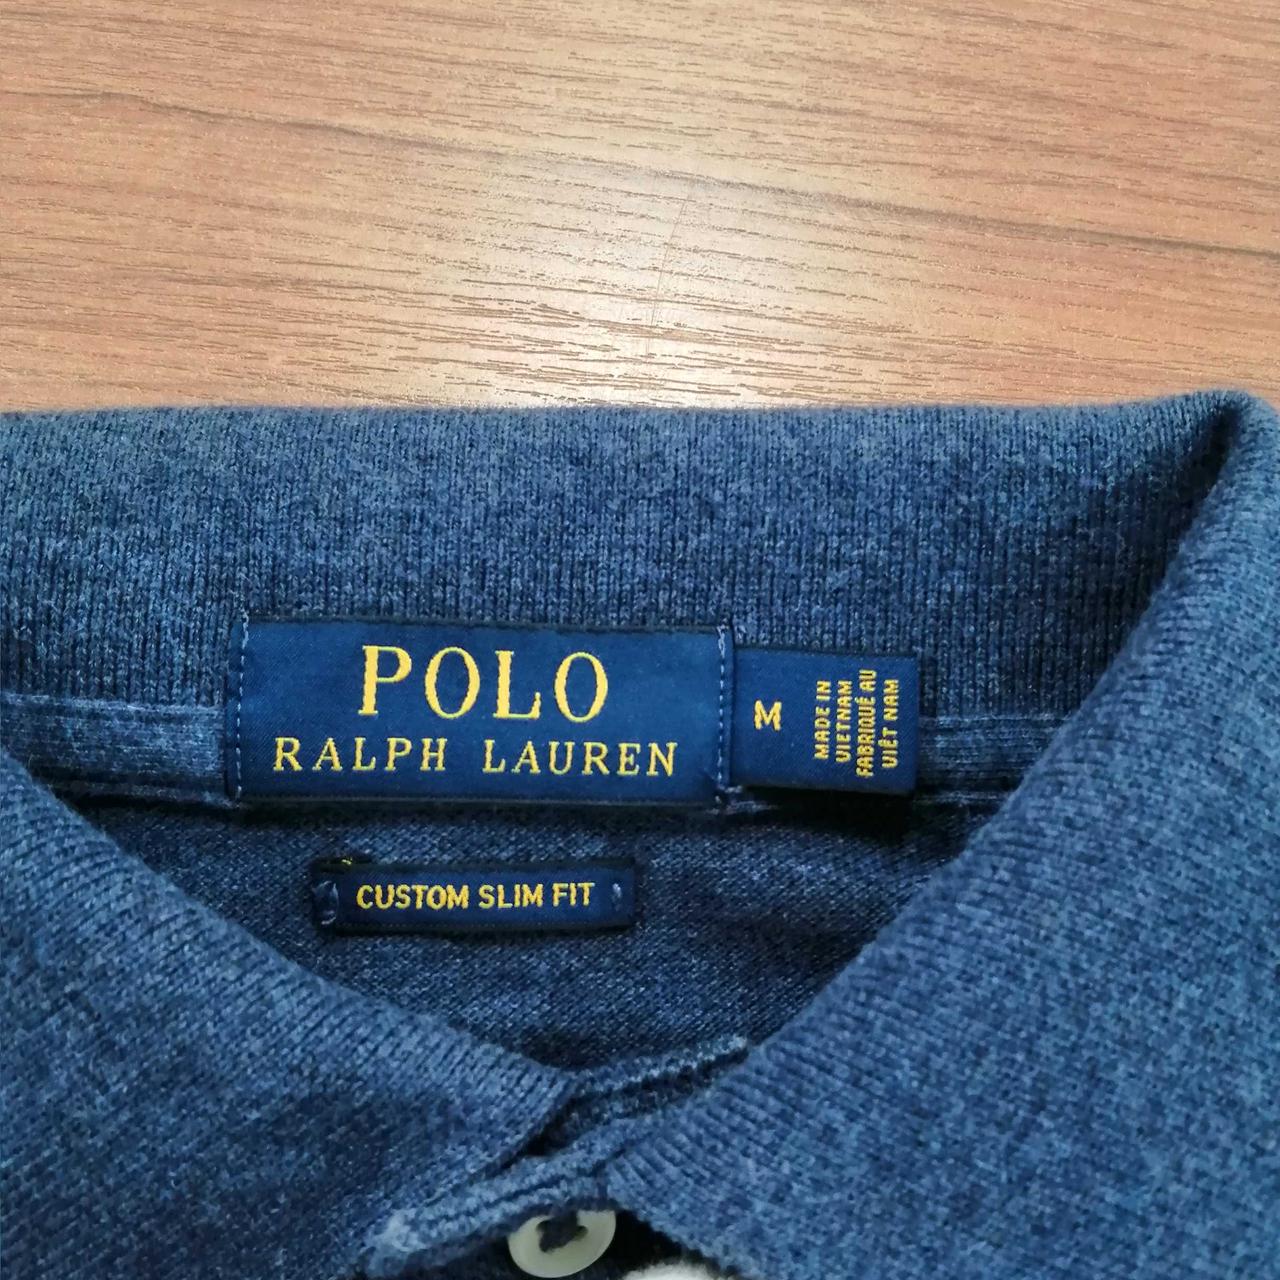 POLO
RALPH LAUREN
M
MADE IN
VIETNAM
FABRIQUÉ AU
VIÊT NAM
CUSTOM SLIM FIT